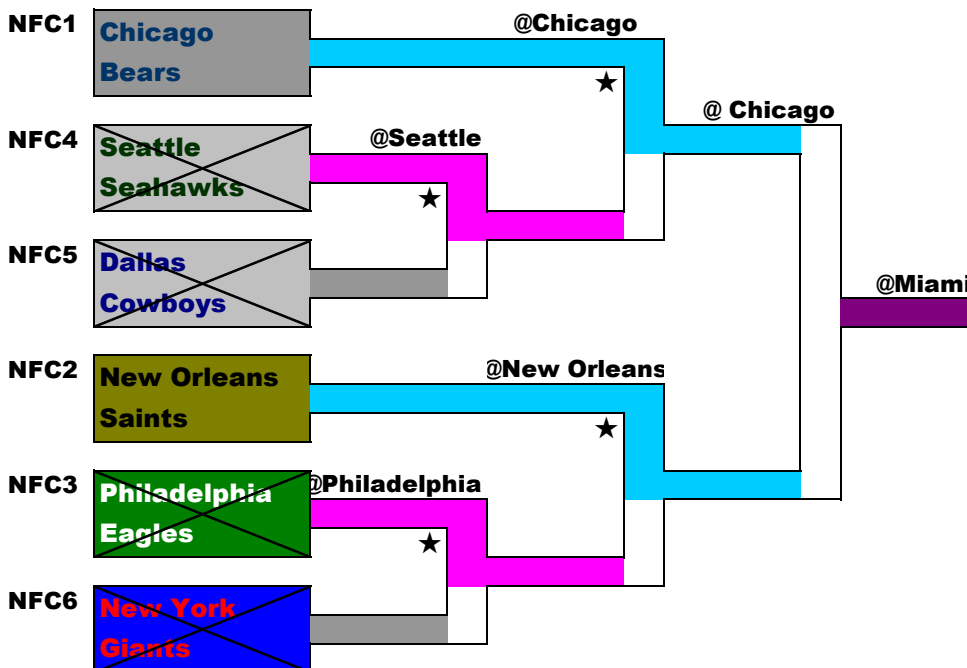 NFC1
Chicago
Bears
@Chicago
@ Chicago
NFC4
Seattle
Seahawks
@Seattle
NFC5
Dallas
Cowboys
@Miami
NFC2
New Orleans
Saints
@New Orleans
NFC3
Philadelphia
Eagles
@Philadelphia
NFC6
New York
Giants